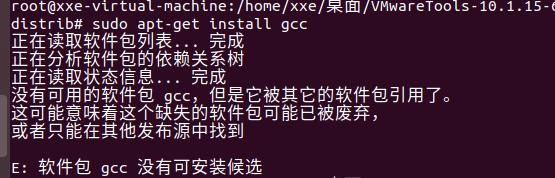 root@xxe-virtual-machine:/home/xxe/桌面/VMwareTools-10.1.15-6
distrib# sudo apt-get install gcc
正在读取软件包列表... 完成
正在分析软件包的依赖关系树
正在读取状态信息... 完成
没有可用的软件包 gcc，但是它被其它的软件包引用了。
这可能意味着这个缺失的软件包可能已被废弃，
或者只能在其他发布源中找到
E: 软件包 gcc 没有可安装候选